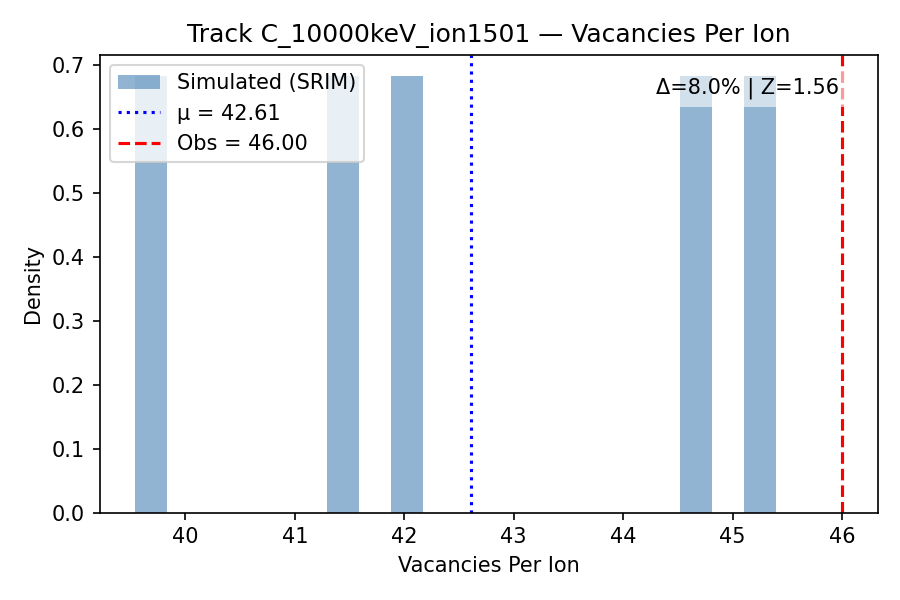 Track C_10000keV_ion1501 — Vacancies Per Ion
Simulated (SRIM)
μ = 42.61
Obs = 46.00
Δ=8.0% | Z=1.56
Density
0.7
0.6
0.5
0.4
0.3
0.2
0.1
0.0
40 41 42 43 44 45 46
Vacancies Per Ion